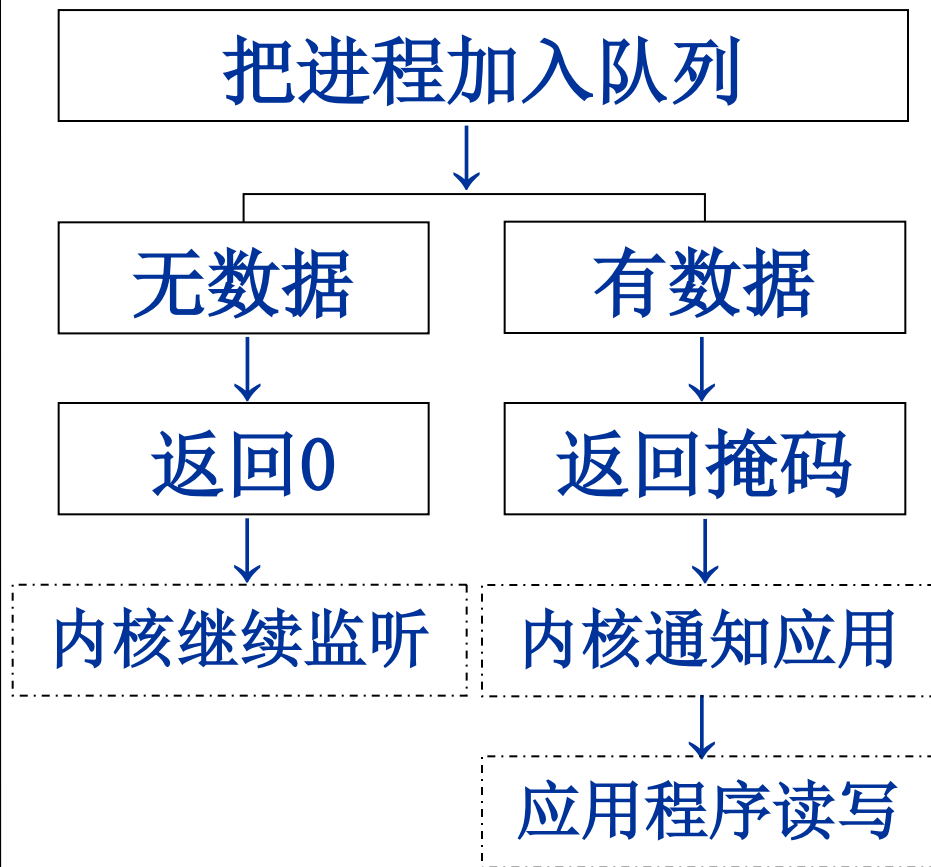 把进程加入队列
无数据
有数据
返回0
返回掩码
内核继续监听
内核通知应用
应用程序读写